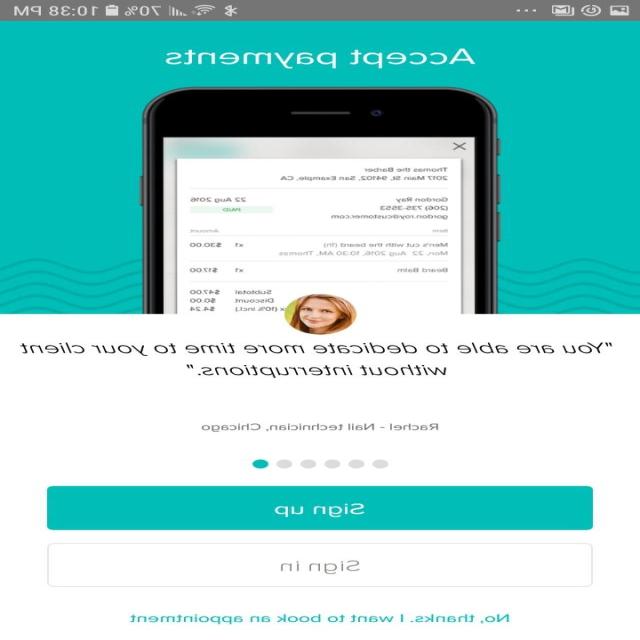 70% 10:38 PM
Accept payments
Thomas the Barber
2017 Main St, 94102, San Example, CA,
Gordon Roy 22 Aug 2016
(206) 735-3553 PAID
gordon.roy@customer.com
Item Amount
Men's cut with the beard (1h) x1 $30.00
Mon, 22 Aug, 2016, 10:30 AM, Thomas
Beard Balm x1 $17.00
Subtotal $47.00
Discount $0.00
(10% incl.) $4.24
"You are able to dedicate more time to your client
without interruptions."
Rachel - Nail technician, Chicago
Sign up
Sign in
No, thanks. I want to book an appointment